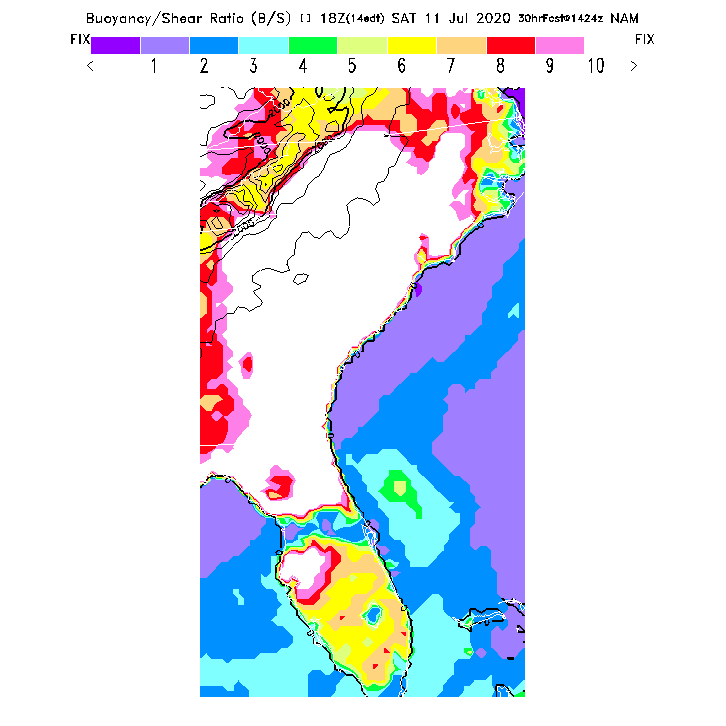 Buoyancy/Shear Ratio (B/S) [] 18Z(14edt) SAT 11 Jul 2020 30hrFcst@1424z NAM
FIX FIX
< 1 2 3 4 5 6 7 8 9 10 >